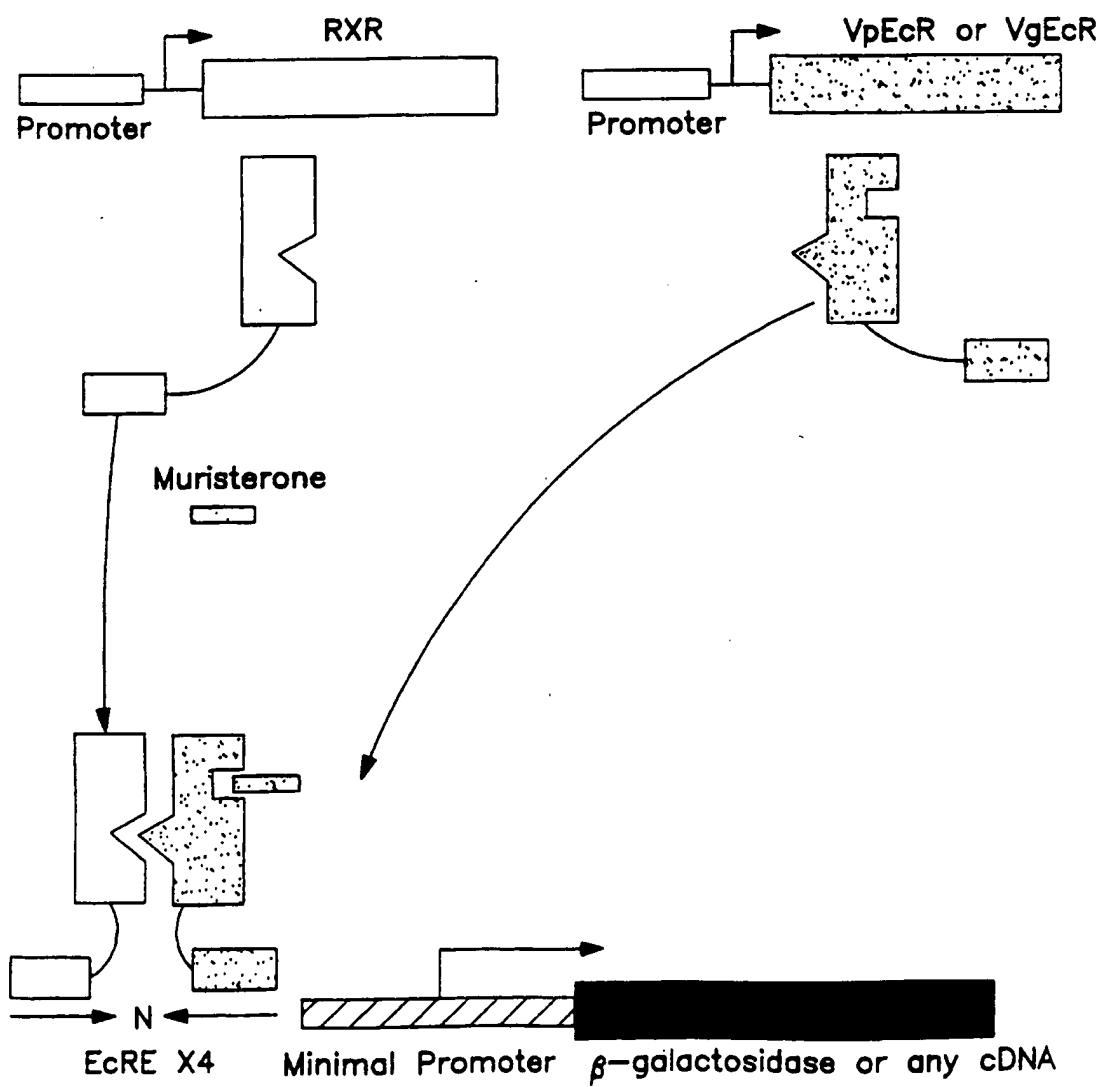 RXR
VpEcR or VgEcR
Promoter
Promoter
Muristerone
N
EcRE X4
Minimal Promoter
β-galactosidase or any cDNA